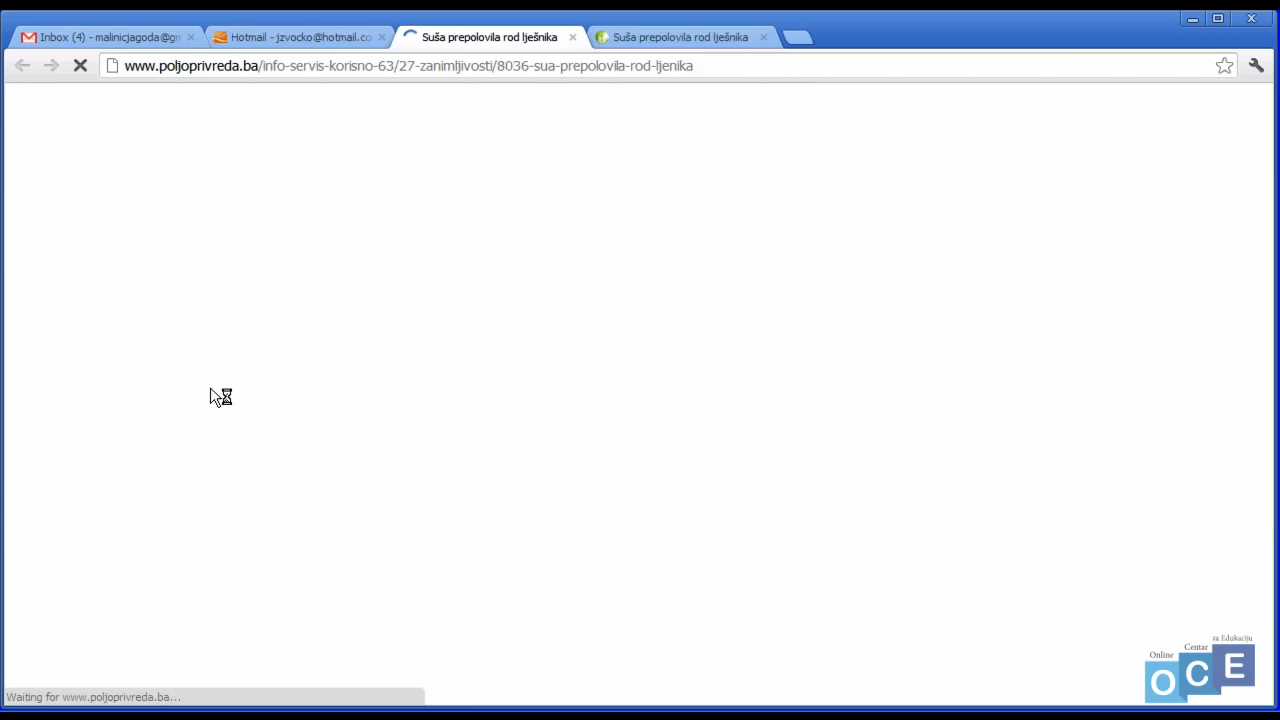 Inbox (4) - malinicjagoda@gm
Hotmail - jzvocko@hotmail.co
Suša prepolovila rod lješnika
Suša prepolovila rod lješnika
www.poljoprivreda.ba/info-servis-korisno-63/27-zanimljivosti/8036-sua-prepolovila-rod-ljenika
Waiting for www.poljoprivreda.ba...
Online Centar za Edukaciju
O C E